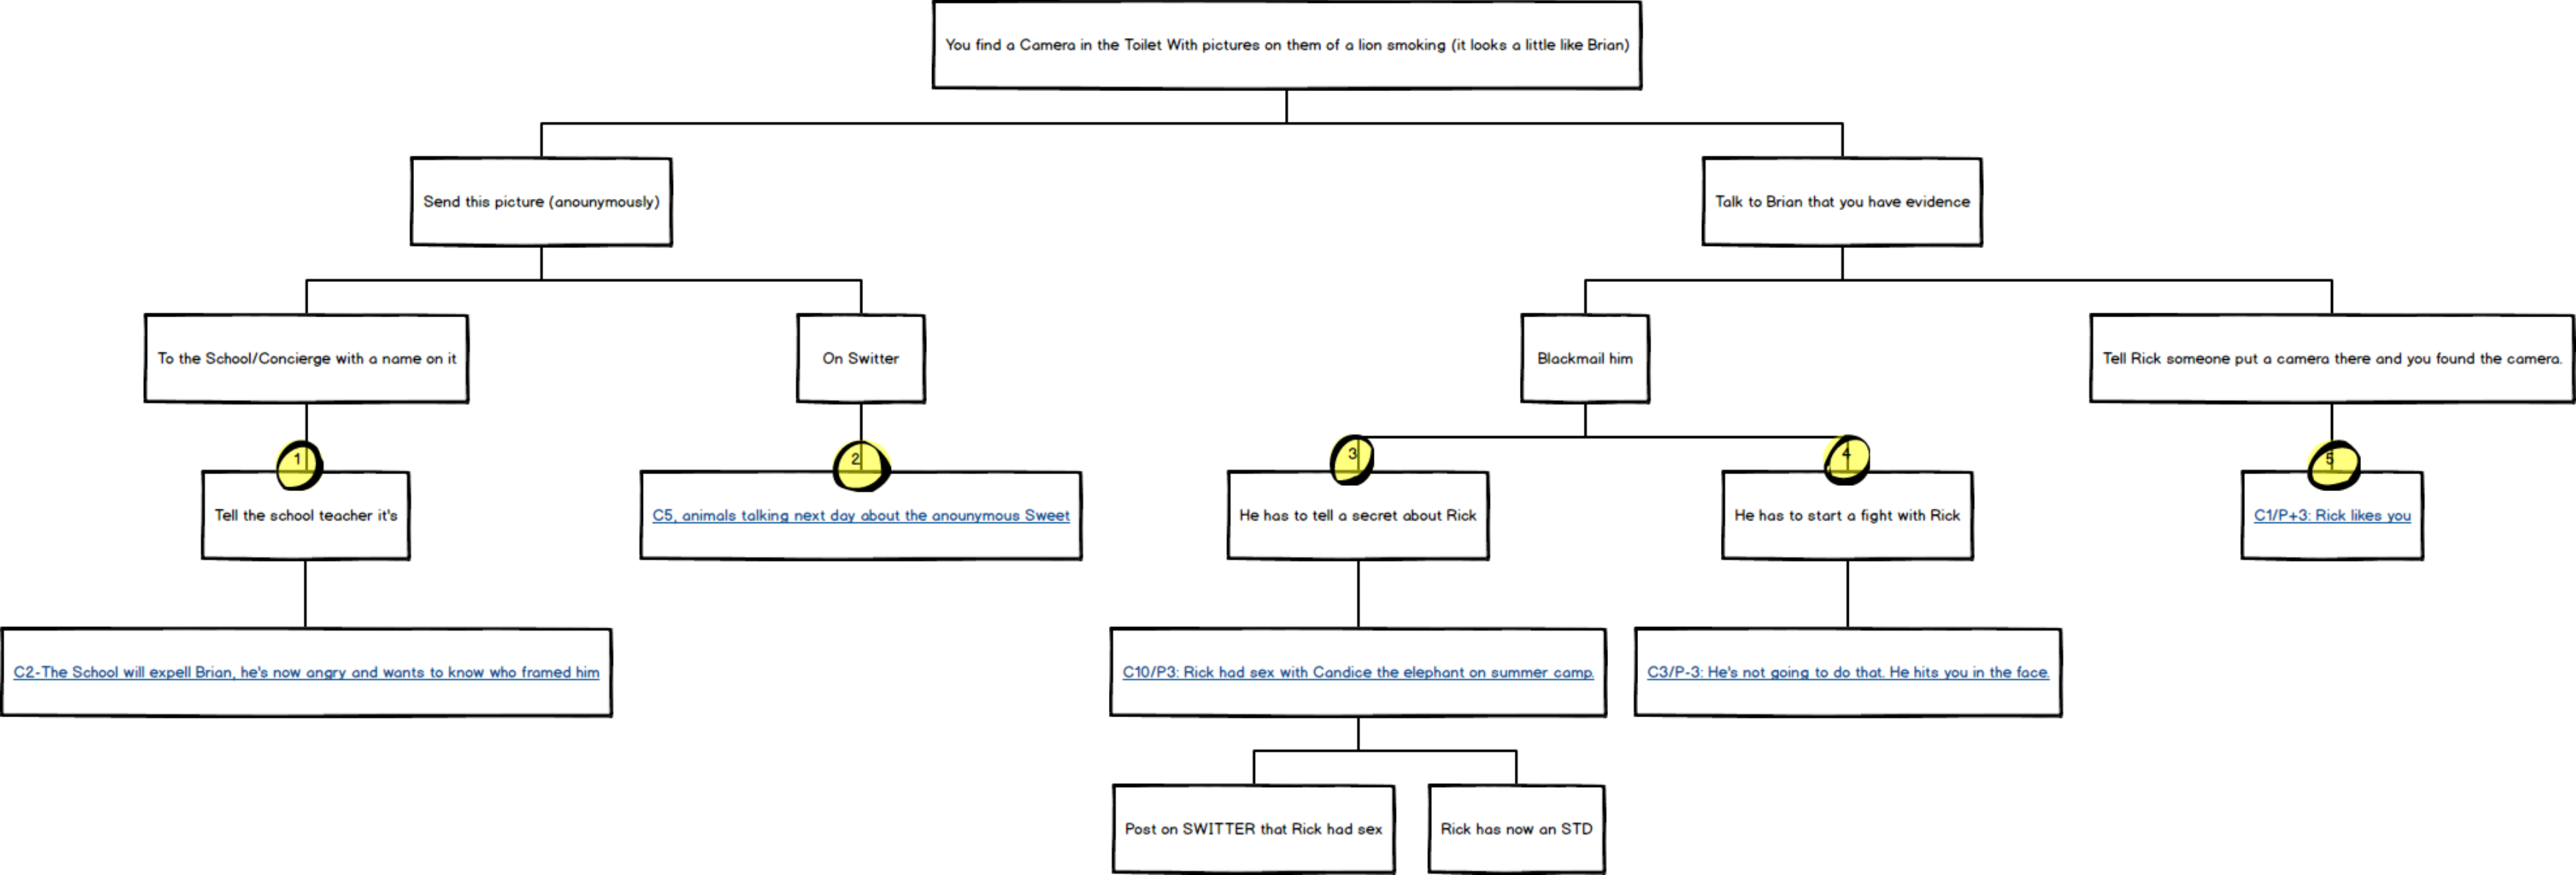 You find a Camera in the Toilet With pictures on them of a lion smoking (it looks a little like Brian)
Send this picture (anounymously)
Talk to Brian that you have evidence
To the School/Concierge with a name on it
On Switter
Blackmail him
Tell Rick someone put a camera there and you found the camera.
1
2
3
4
5
Tell the school teacher it's
C5, animals talking next day about the anounymous Sweet
He has to tell a secret about Rick
He has to start a fight with Rick
C1/P+3: Rick likes you
C2-The School will expell Brian, he's now angry and wants to know who framed him
C10/P3: Rick had sex with Candice the elephant on summer camp.
C3/P-3: He's not going to do that. He hits you in the face.
Post on SWITTER that Rick had sex
Rick has now an STD